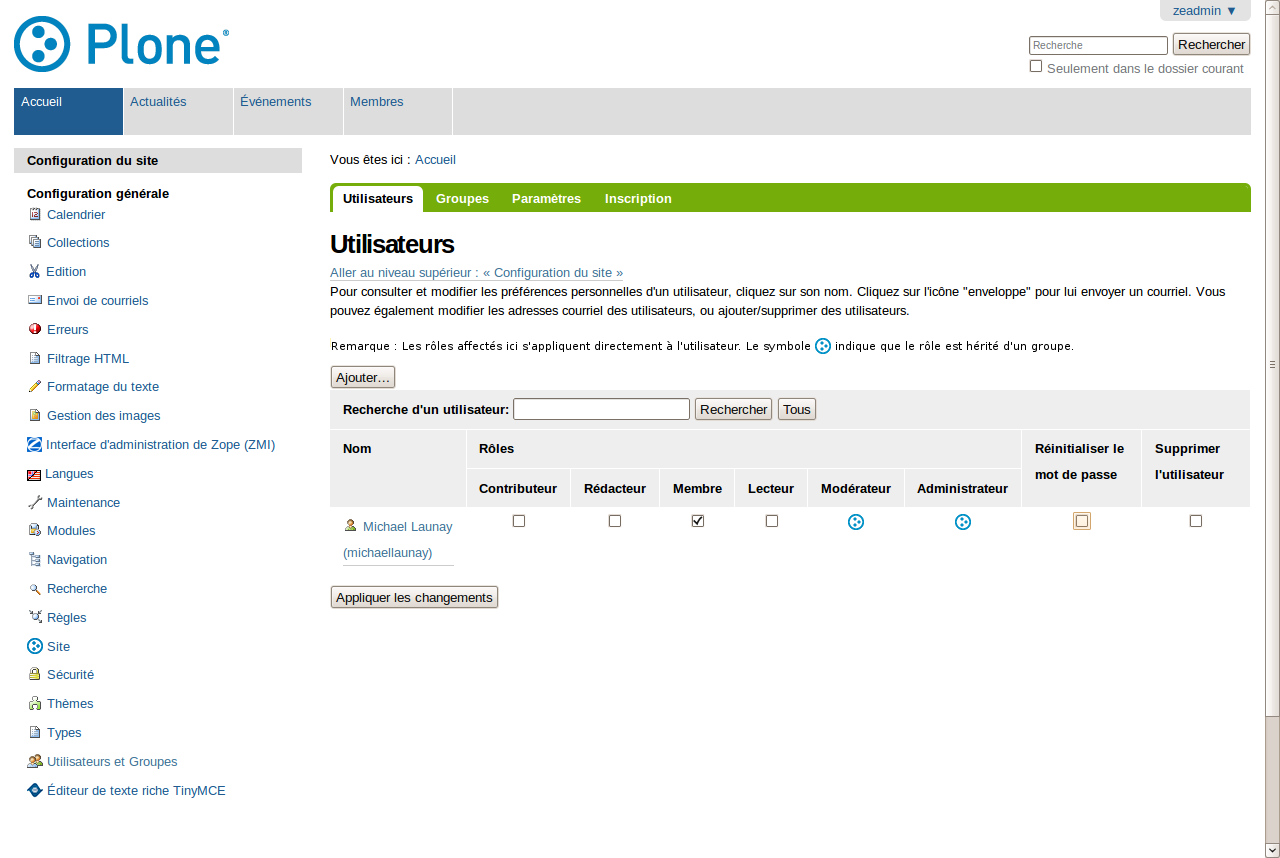 zeadmin ▼
Plone®
Recherche Rechercher
Seulement dans le dossier courant
Accueil Actualités Événements Membres
Configuration du site
Configuration générale
Calendrier
Collections
Edition
Envoi de courriels
Erreurs
Filtrage HTML
Formatage du texte
Gestion des images
Interface d'administration de Zope (ZMI)
Langues
Maintenance
Modules
Navigation
Recherche
Règles
Site
Sécurité
Thèmes
Types
Utilisateurs et Groupes
Éditeur de texte riche TinyMCE
Vous êtes ici : Accueil
Utilisateurs Groupes Paramètres Inscription
Utilisateurs
Aller au niveau supérieur : « Configuration du site »
Pour consulter et modifier les préférences personnelles d'un utilisateur, cliquez sur son nom. Cliquez sur l'icône "enveloppe" pour lui envoyer un courriel. Vous
pouvez également modifier les adresses courriel des utilisateurs, ou ajouter/supprimer des utilisateurs.
Remarque : Les rôles affectés ici s'appliquent directement à l'utilisateur. Le symbole indique que le rôle est hérité d'un groupe.
Ajouter...
Recherche d'un utilisateur: Rechercher Tous
Nom Rôles Réinitialiser le Supprimer
mot de passe l'utilisateur
Contributeur Rédacteur Membre Lecteur Modérateur Administrateur
Michael Launay
(michaellaunay)
Appliquer les changements